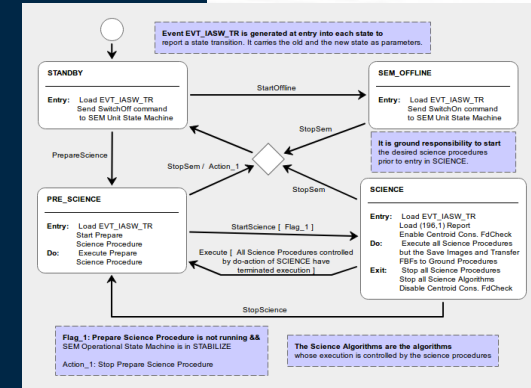 Event EVT_IASW_TR is generated at entry into each state to
report a state transition. It carries the old and the new state as parameters.
STANDBY
Entry: Load EVT_IASW_TR
Send SwitchOff command
to SEM Unit State Machine
StartOffline
SEM_OFFLINE
Entry: Load EVT_IASW_TR
Send SwitchOn command
to SEM Unit State Machine
StopSem
It is ground responsibility to start
the desired science procedures
prior to entry in SCIENCE.
PrepareScience
StopSem / Action_1
StopSem
PRE_SCIENCE
Entry: Load EVT_IASW_TR
Start Prepare
Science Procedure
Do: Execute Prepare
Science Procedure
StartScience [ Flag_1 ]
Execute [ All Science Procedures controlled
by do-action of SCIENCE have
terminated execution ]
SCIENCE
Entry: Load EVT_IASW_TR
Load (196,1) Report
Enable Centroid Cons. FdCheck
Do: Execute all Science Procedures
but the Save Images and Transfer
FBFs to Ground Procedures
Exit: Stop all Science Procedures
Stop all Science Algorithms
Disable Centroid Cons. FdCheck
StopScience
Flag_1: Prepare Science Procedure is not running &&
SEM Operational State Machine is in STABILIZE
Action_1: Stop Prepare Science Procedure
The Science Algorithms are the algorithms
whose execution is controlled by the science procedures